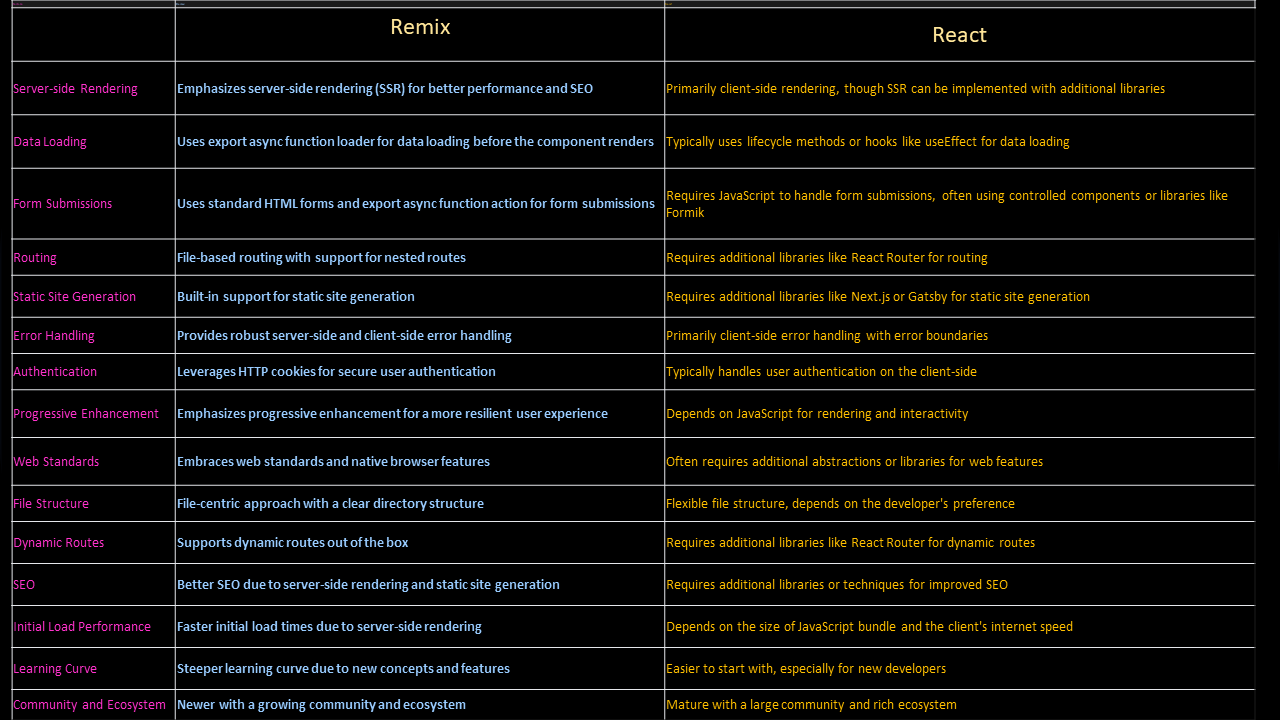 Remix
React
Server-side Rendering
Emphasizes server-side rendering (SSR) for better performance and SEO
Primarily client-side rendering, though SSR can be implemented with additional libraries
Data Loading
Uses export async function loader for data loading before the component renders
Typically uses lifecycle methods or hooks like useEffect for data loading
Form Submissions
Uses standard HTML forms and export async function action for form submissions
Requires JavaScript to handle form submissions, often using controlled components or libraries like
Formik
Routing
File-based routing with support for nested routes
Requires additional libraries like React Router for routing
Static Site Generation
Built-in support for static site generation
Requires additional libraries like Next.js or Gatsby for static site generation
Error Handling
Provides robust server-side and client-side error handling
Primarily client-side error handling with error boundaries
Authentication
Leverages HTTP cookies for secure user authentication
Typically handles user authentication on the client-side
Progressive Enhancement
Emphasizes progressive enhancement for a more resilient user experience
Depends on JavaScript for rendering and interactivity
Web Standards
Embraces web standards and native browser features
Often requires additional abstractions or libraries for web features
File Structure
File-centric approach with a clear directory structure
Flexible file structure, depends on the developer's preference
Dynamic Routes
Supports dynamic routes out of the box
Requires additional libraries like React Router for dynamic routes
SEO
Better SEO due to server-side rendering and static site generation
Requires additional libraries or techniques for improved SEO
Initial Load Performance
Faster initial load times due to server-side rendering
Depends on the size of JavaScript bundle and the client's internet speed
Learning Curve
Steeper learning curve due to new concepts and features
Easier to start with, especially for new developers
Community and Ecosystem
Newer with a growing community and ecosystem
Mature with a large community and rich ecosystem